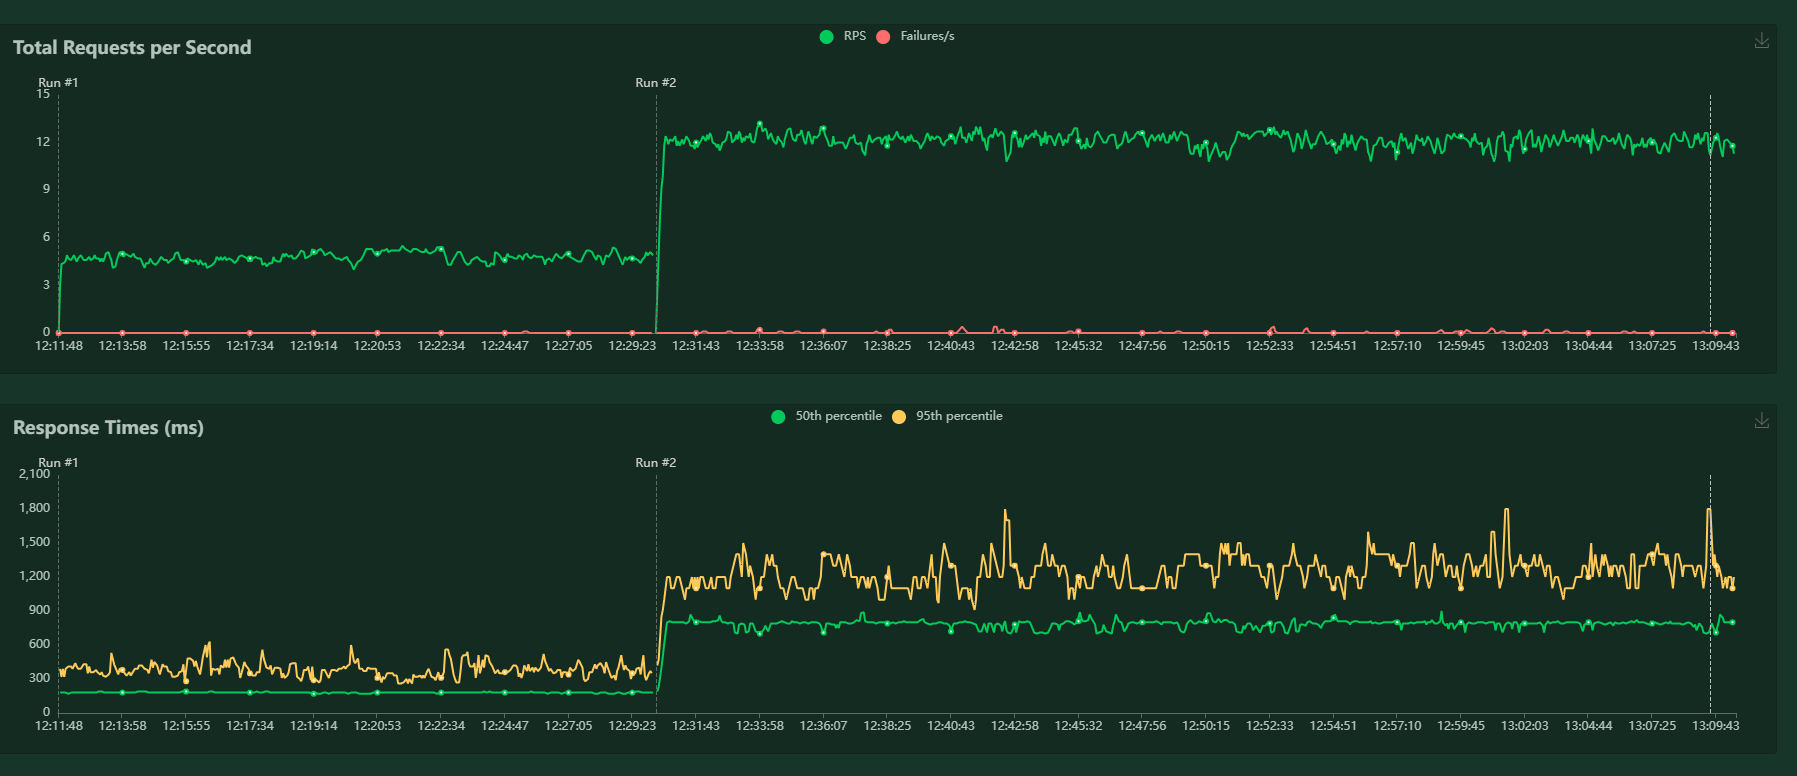 RPS Failures/s
Total Requests per Second
Run #1 Run #2
15
12
9
6
3
0
12:11:48 12:13:58 12:15:55 12:17:34 12:19:14 12:20:53 12:22:34 12:24:47 12:27:05 12:29:23 12:31:43 12:33:58 12:36:07 12:38:25 12:40:43 12:42:58 12:45:32 12:47:56 12:50:15 12:52:33 12:54:51 12:57:10 12:59:45 13:02:03 13:04:44 13:07:25 13:09:43
50th percentile 95th percentile
Response Times (ms)
Run #1 Run #2
2,100
1,800
1,500
1,200
900
600
300
0
12:11:48 12:13:58 12:15:55 12:17:34 12:19:14 12:20:53 12:22:34 12:24:47 12:27:05 12:29:23 12:31:43 12:33:58 12:36:07 12:38:25 12:40:43 12:42:58 12:45:32 12:47:56 12:50:15 12:52:33 12:54:51 12:57:10 12:59:45 13:02:03 13:04:44 13:07:25 13:09:43